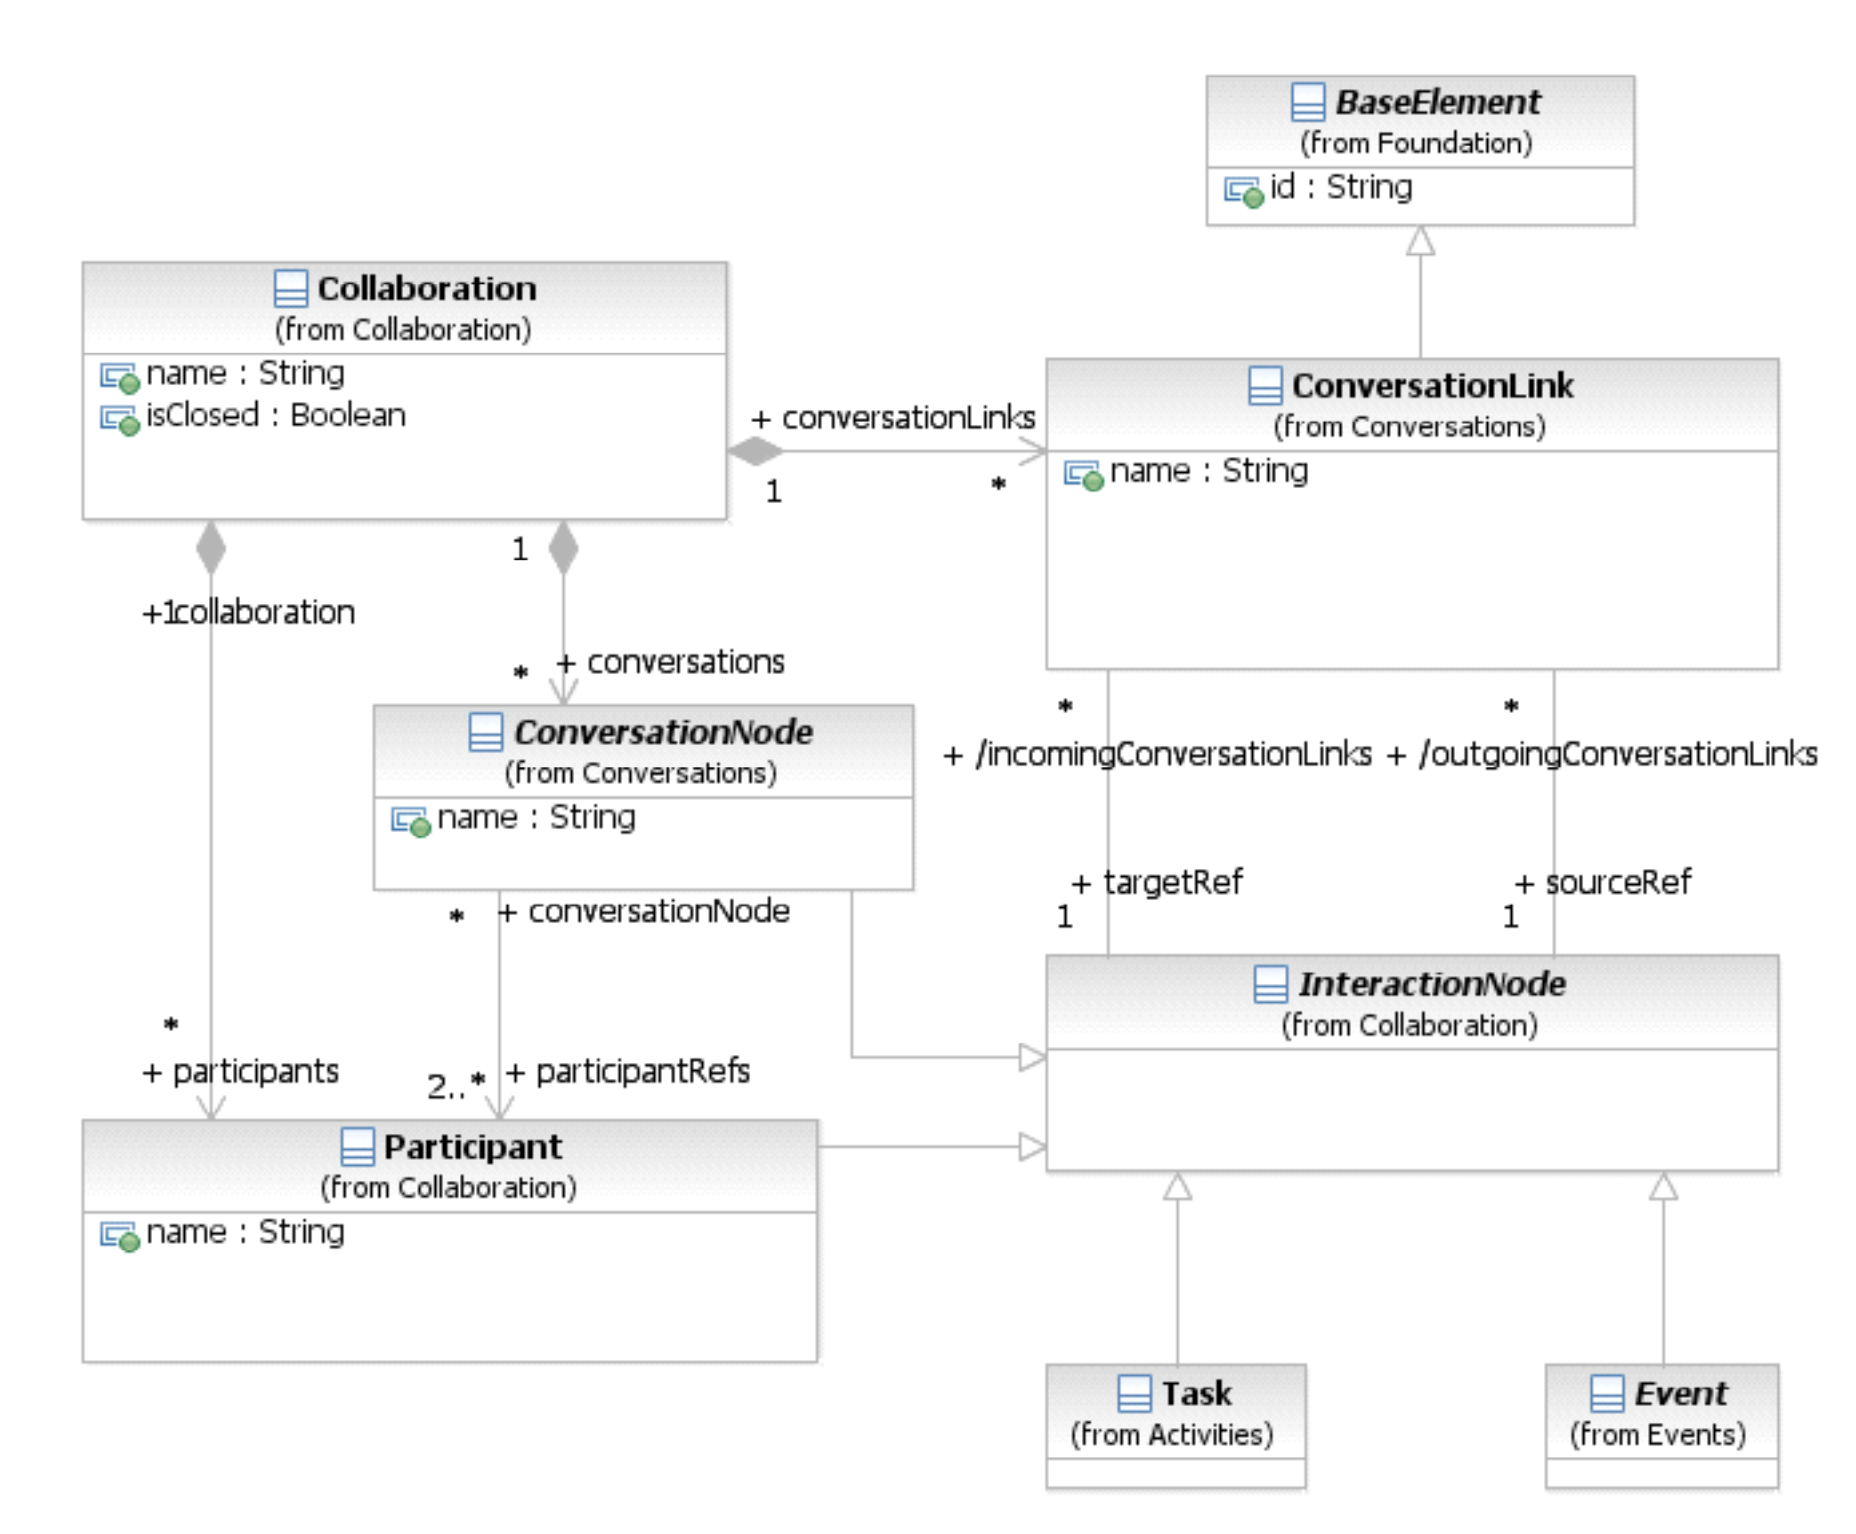 BaseElement
(from Foundation)
id : String
Collaboration
(from Collaboration)
name : String
isClosed : Boolean
+ conversationLinks
1
*
ConversationLink
(from Conversations)
name : String
1
+1collaboration
*
+ conversations
ConversationNode
(from Conversations)
name : String
*
*
+ /incomingConversationLinks
+ /outgoingConversationLinks
+ targetRef
1
+ sourceRef
1
*
+ conversationNode
InteractionNode
(from Collaboration)
*
+ participants
2..*
+ participantRefs
Participant
(from Collaboration)
name : String
Task
(from Activities)
Event
(from Events)